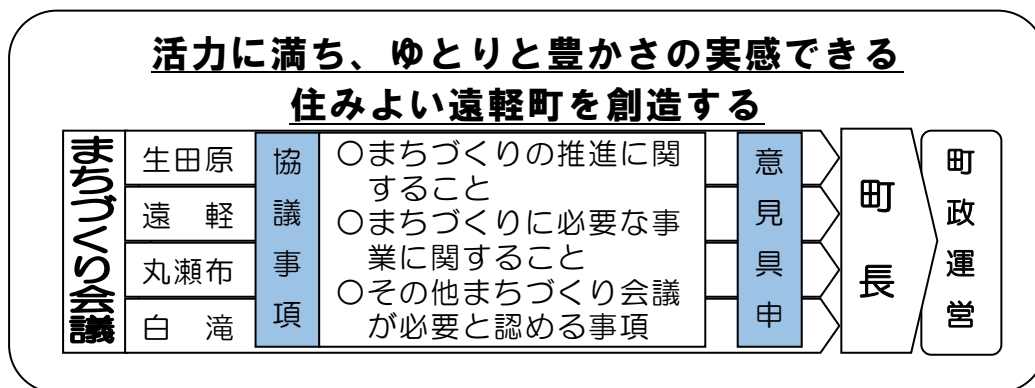 活力に満ち、ゆとりと豊かさの実感できる
住みよい遠軽町を創造する
まちづくり会議
生田原
遠　軽
丸瀬布
白　滝
協議事項
○まちづくりの推進に関
すること
○まちづくりに必要な事
業に関すること
○その他まちづくり会議
が必要と認める事項
意見具申
町長
町政運営